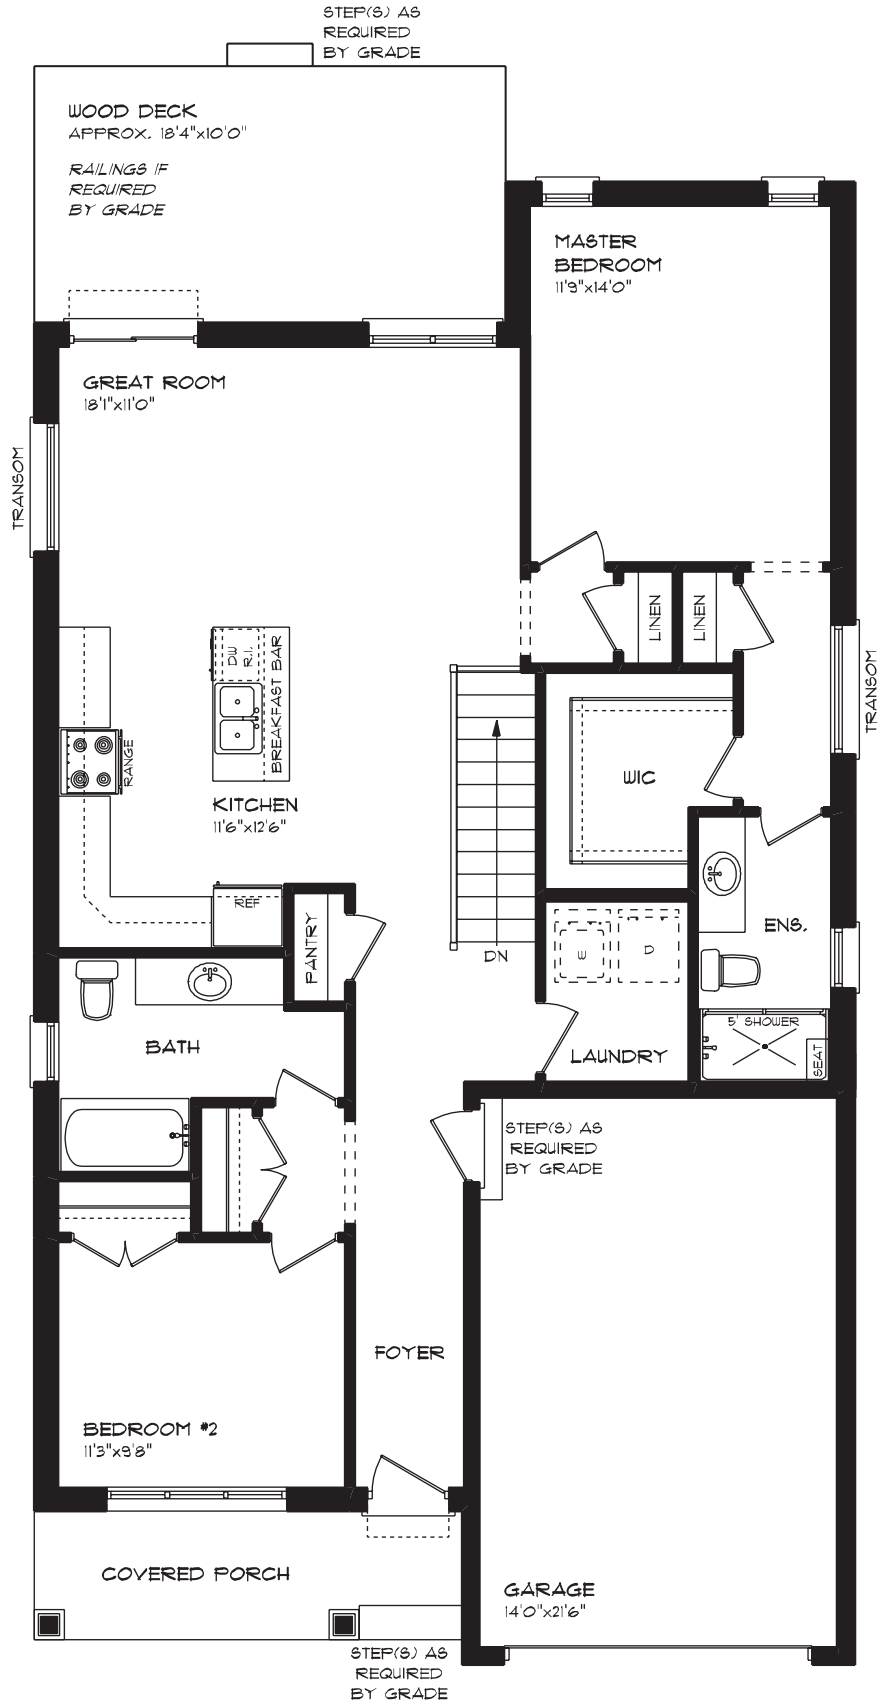 STEP(S) AS
REQUIRED
BY GRADE
WOOD DECK
APPROX. 18'4"x10'0"
RAILINGS IF
REQUIRED
BY GRADE
MASTER
BEDROOM
11'9"x14'0"
GREAT ROOM
18'1"x11'0"
TRANSOM
LINEN
LINEN
DW
R.I.
BREAKFAST BAR
TRANSOM
RANGE
WIC
KITCHEN
11'6"x12'6"
REF
PANTRY
DN
W
D
ENS.
5' SHOWER
SEAT
BATH
LAUNDRY
STEP(S) AS
REQUIRED
BY GRADE
FOYER
BEDROOM #2
11'3"x9'8"
COVERED PORCH
GARAGE
14'0"x21'6"
STEP(S) AS
REQUIRED
BY GRADE